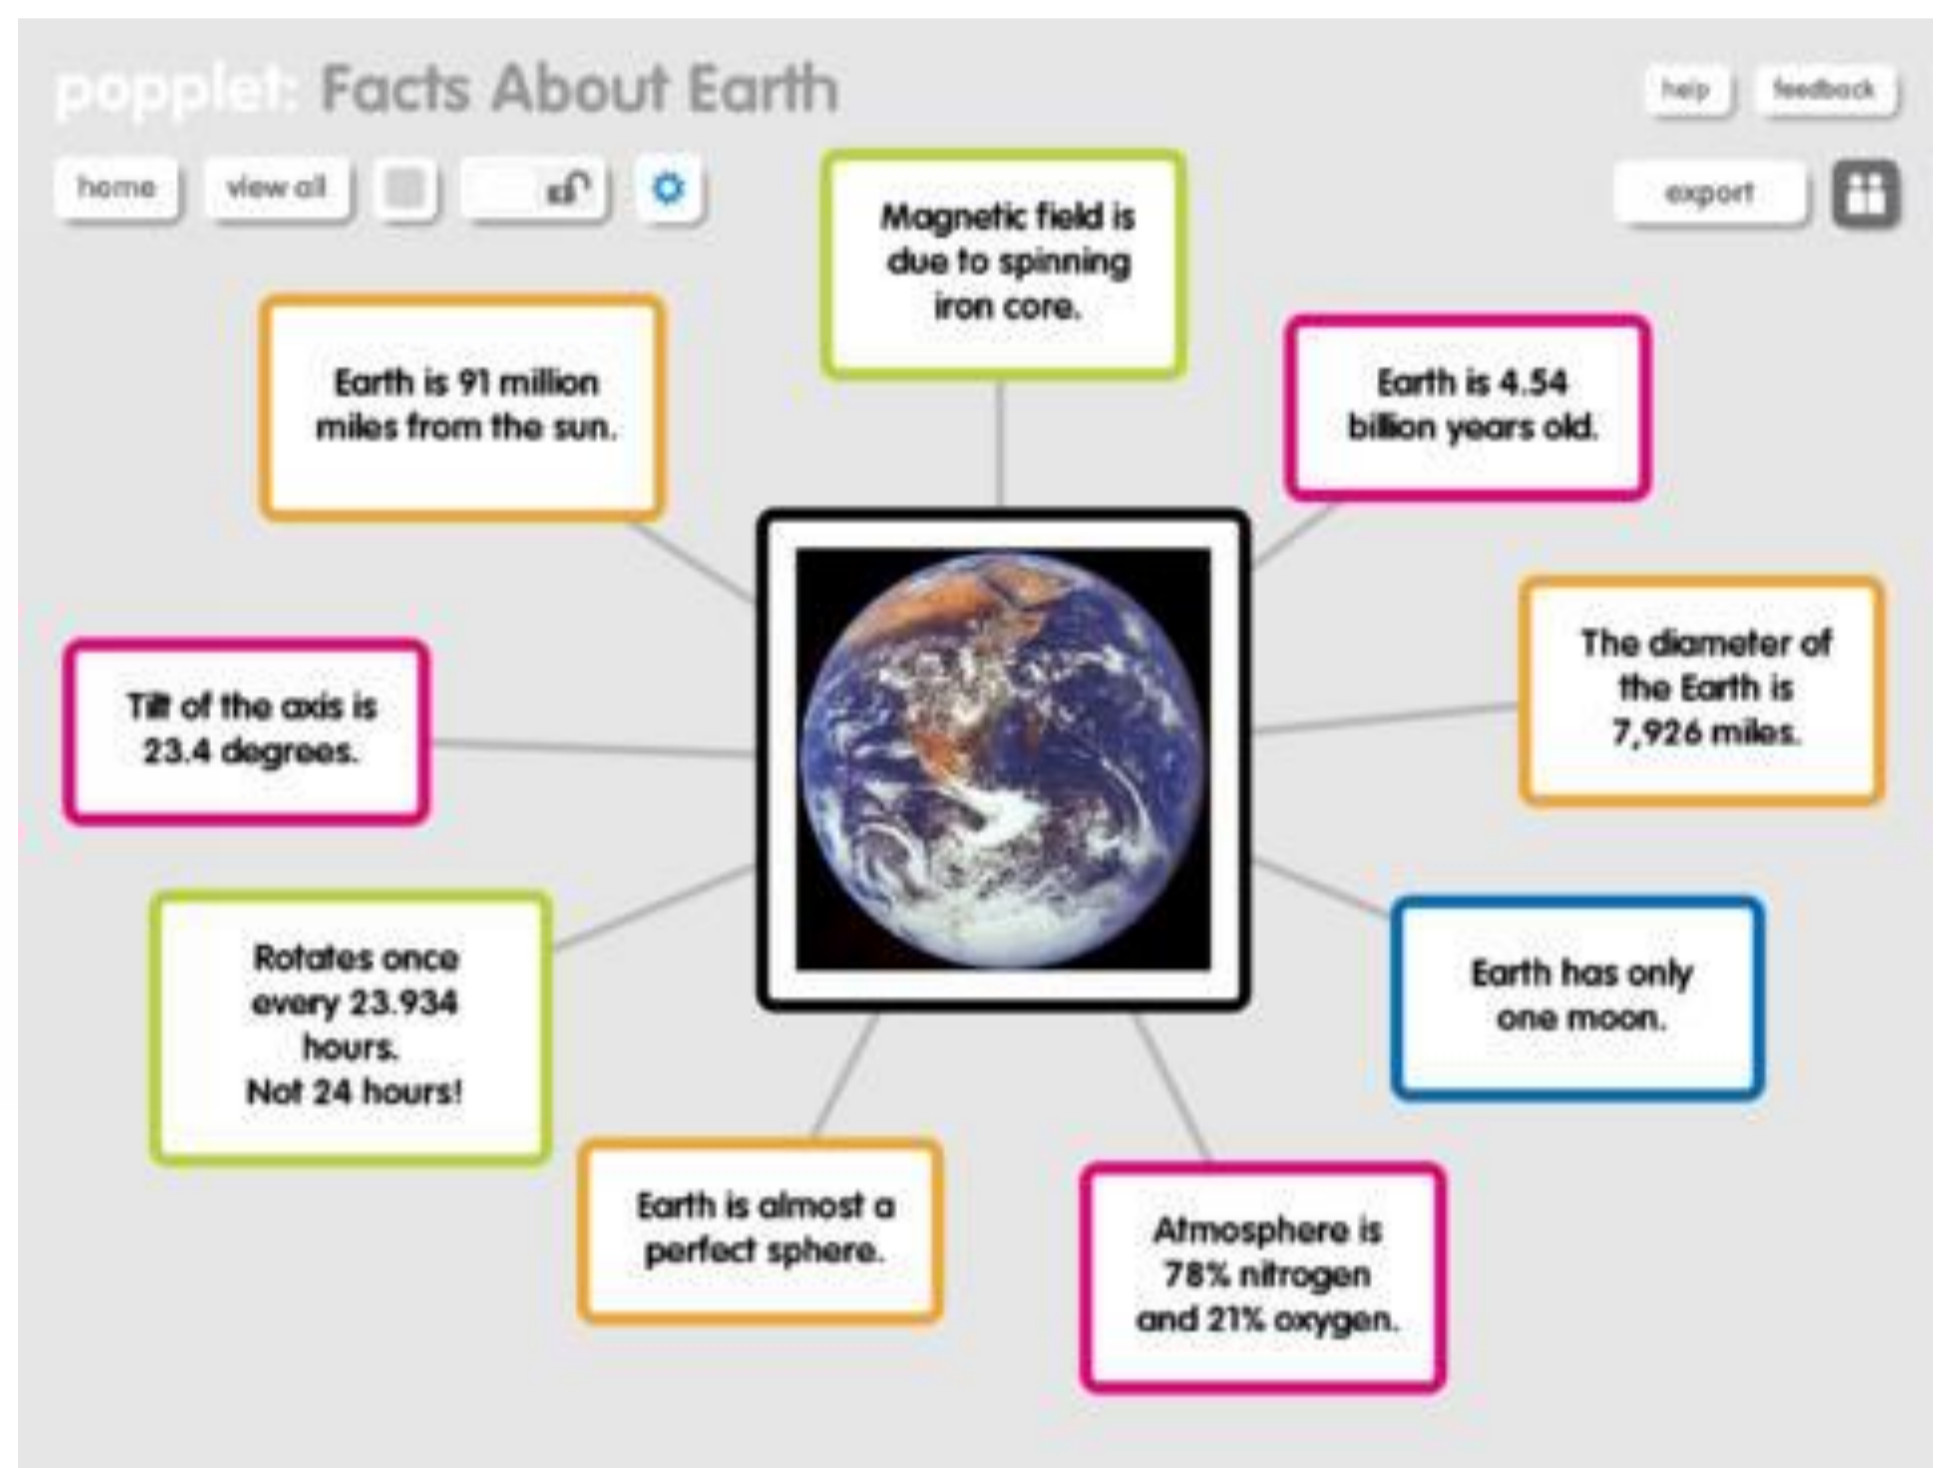 popplet: Facts About Earth
help
feedback
home
view all
export
Magnetic field is
due to spinning
iron core.
Earth is 91 million
miles from the sun.
Earth is 4.54
billion years old.
Tilt of the axis is
23.4 degrees.
The diameter of
the Earth is
7,926 miles.
Rotates once
every 23.934
hours.
Not 24 hours!
Earth has only
one moon.
Earth is almost a
perfect sphere.
Atmosphere is
78% nitrogen
and 21% oxygen.